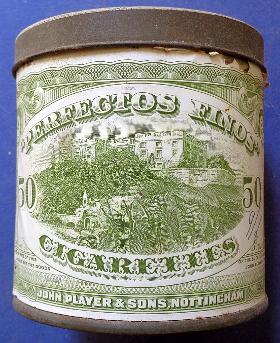 "PERFECTOS FINOS"
50 50
CIGARETTES
JOHN PLAYER & SONS, NOTTINGHAM